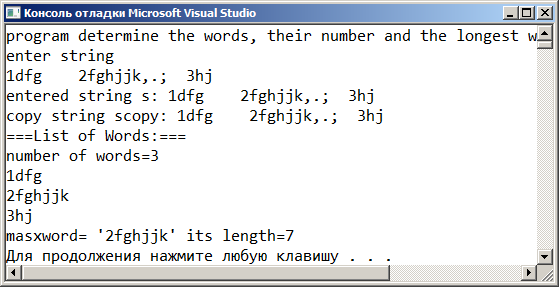 Консоль отладки Microsoft Visual Studio
program determine the words, their number and the longest w
enter string
1dfg    2fghjjk,.;  3hj
entered string s: 1dfg    2fghjjk,.;  3hj
copy string scopy: 1dfg    2fghjjk,.;  3hj
===List of Words:===
number of words=3
1dfg
2fghjjk
3hj
masxword= '2fghjjk' its length=7
Для продолжения нажмите любую клавишу . . .